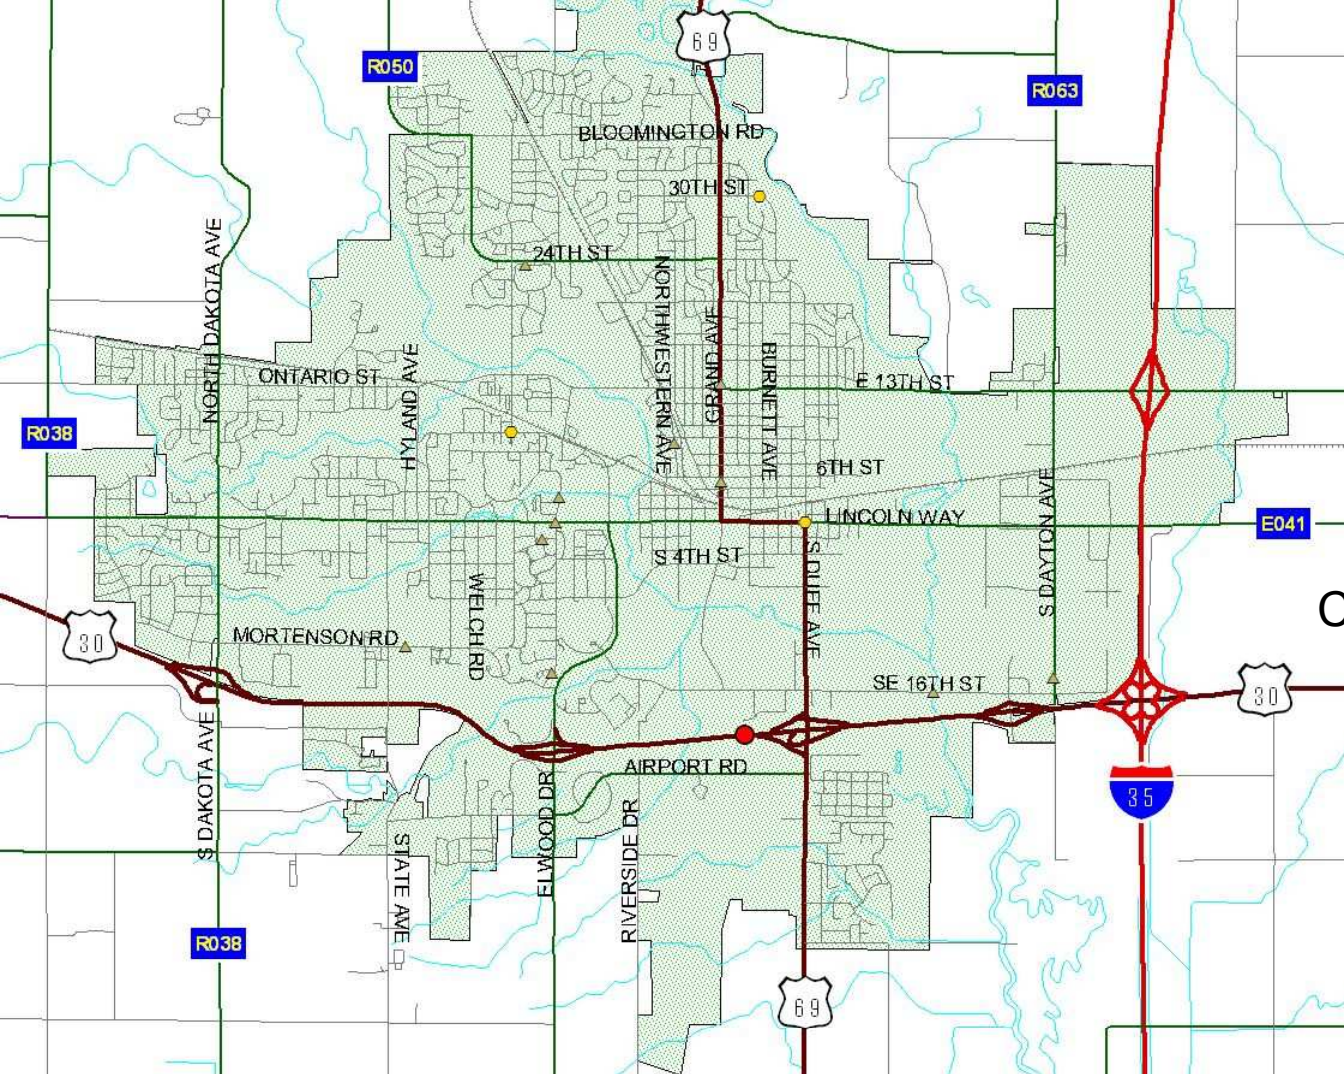 69
R050
R063
BLOOMINGTON RD
30TH ST
NORTH DAKOTA AVE
24TH ST
NORTHWESTERN AVE
GRAND AVE
BURNETT AVE
HYLAND AVE
ONTARIO ST
E 13TH ST
R038
6TH ST
S DAYTON AVE
LINCOLN WAY
E041
S 4TH ST
S DUFF AVE
WELCH RD
30
MORTENSON RD
SE 16TH ST
30
S DAKOTA AVE
AIRPORT RD
ELWOOD DR
RIVERSIDE DR
35
STATE AVE
R038
69